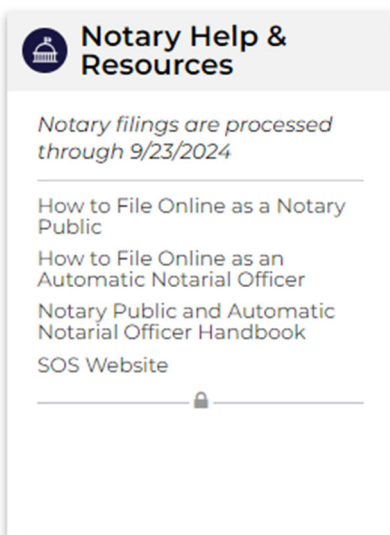 Notary Help &
Resources
Notary filings are processed
through 9/23/2024
How to File Online as a Notary
Public
How to File Online as an
Automatic Notarial Officer
Notary Public and Automatic
Notarial Officer Handbook
SOS Website